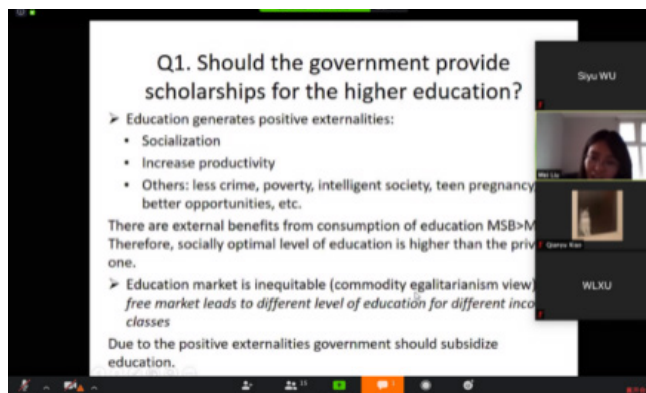 Q1. Should the government provide
scholarships for the higher education?
➢ Education generates positive externalities:
• Socialization
• Increase productivity
• Others: less crime, poverty, intelligent society, teen pregnancy
better opportunities, etc.
There are external benefits from consumption of education MSB>M
Therefore, socially optimal level of education is higher than the priv
one.
➢ Education market is inequitable (commodity egalitarianism view)
free market leads to different level of education for different inco
classes
Due to the positive externalities government should subsidize
education.
Siyu WU
Wei Liu
Qianyu Xiao
WLXU
15
1